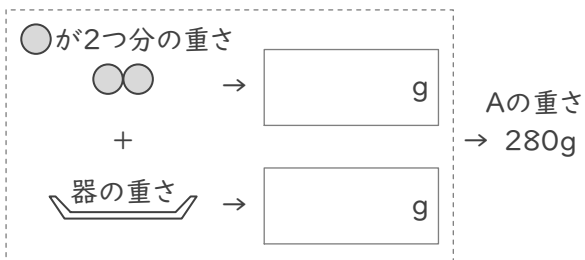 が2つ分の重さ
→ g
+
器の重さ → g
Aの重さ
→ 280g